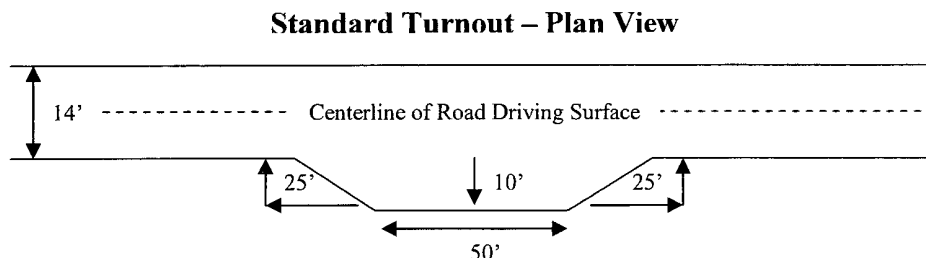 Standard Turnout – Plan View
14'
Centerline of Road Driving Surface
25'
10'
25'
50'